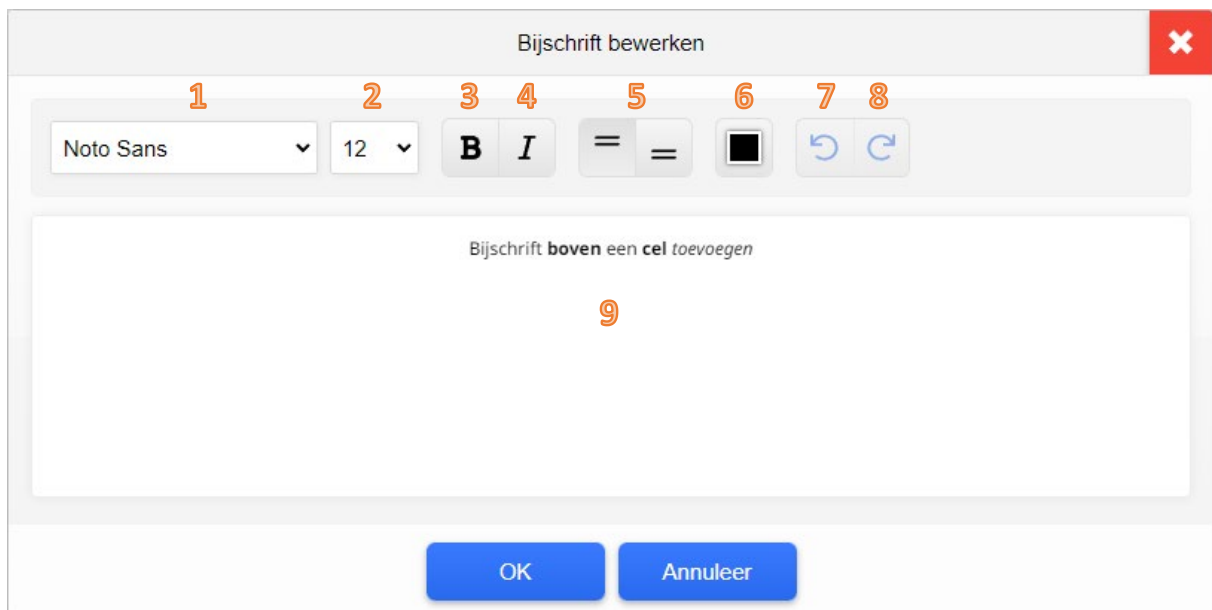 Bijschrift bewerken
1 2 3 4 5 6 7 8
Noto Sans 12 B I
Bijschrift boven een cel toevoegen
9
OK Annuleer